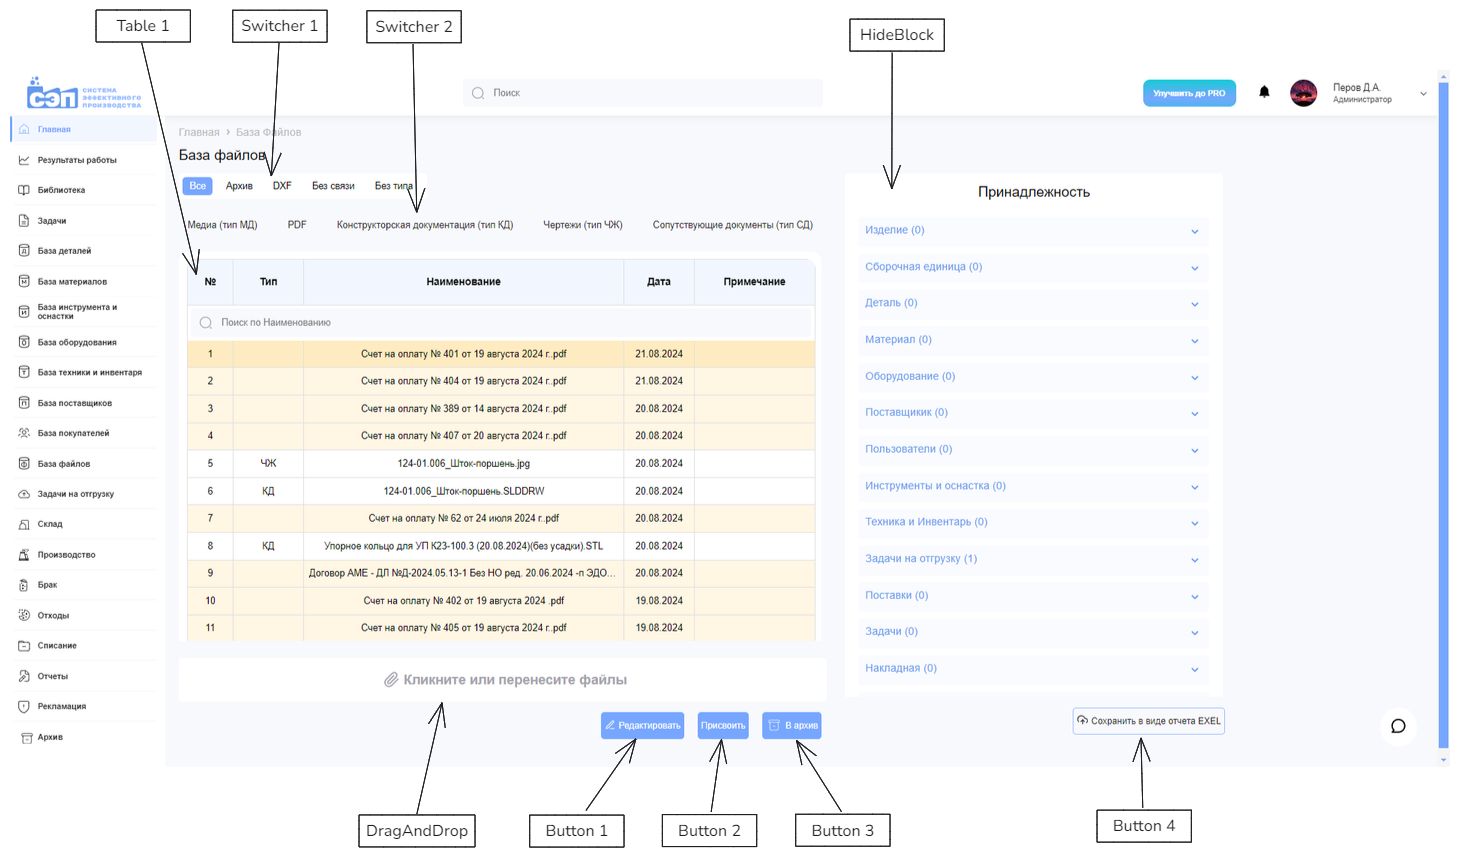 Table 1
Switcher 1
Switcher 2
HideBlock
СЭП
СИСТЕМА
ЭФФЕКТИВНОГО
ПРОИЗВОДСТВА
Поиск
Улучшить до PRO
Перов Д.А.
Администратор
Главная
Результаты работы
Библиотека
Задачи
База деталей
База материалов
База инструмента и
оснастки
База оборудования
База техники и инвентаря
База поставщиков
База покупателей
База файлов
Задачи на отгрузку
Склад
Производство
Брак
Отходы
Списание
Отчеты
Рекламация
Архив
Главная > База Файлов
База файлов
Все Архив DXF Без связи Без типа
Медиа (тип МД) PDF Конструкторская документация (тип КД) Чертежи (тип ЧЖ) Сопутствующие документы (тип СД)
№ Тип Наименование Дата Примечание
Поиск по Наименованию
1 Счет на оплату № 401 от 19 августа 2024 г..pdf 21.08.2024
2 Счет на оплату № 404 от 19 августа 2024 г..pdf 21.08.2024
3 Счет на оплату № 389 от 14 августа 2024 г..pdf 20.08.2024
4 Счет на оплату № 407 от 20 августа 2024 г..pdf 20.08.2024
5 ЧЖ 124-01.006_Шток-поршень.jpg 20.08.2024
6 КД 124-01.006_Шток-поршень.SLDDRW 20.08.2024
7 Счет на оплату № 62 от 24 июля 2024 г..pdf 20.08.2024
8 КД Упорное кольцо для УП К23-100.3 (20.08.2024)(без усадки).STL 20.08.2024
9 Договор АМЕ - ДЛ №Д-2024.05.13-1 Без НО ред. 20.06.2024 -п ЭДО... 20.08.2024
10 Счет на оплату № 402 от 19 августа 2024 .pdf 19.08.2024
11 Счет на оплату № 405 от 19 августа 2024 г..pdf 19.08.2024
Кликните или перенесите файлы
Редактировать Присвоить В архив
Принадлежность
Изделие (0)
Сборочная единица (0)
Деталь (0)
Материал (0)
Оборудование (0)
Поставщикик (0)
Пользователи (0)
Инструменты и оснастка (0)
Техника и Инвентарь (0)
Задачи на отгрузку (1)
Поставки (0)
Задачи (0)
Накладная (0)
Сохранить в виде отчета EXEL
DragAndDrop
Button 1
Button 2
Button 3
Button 4